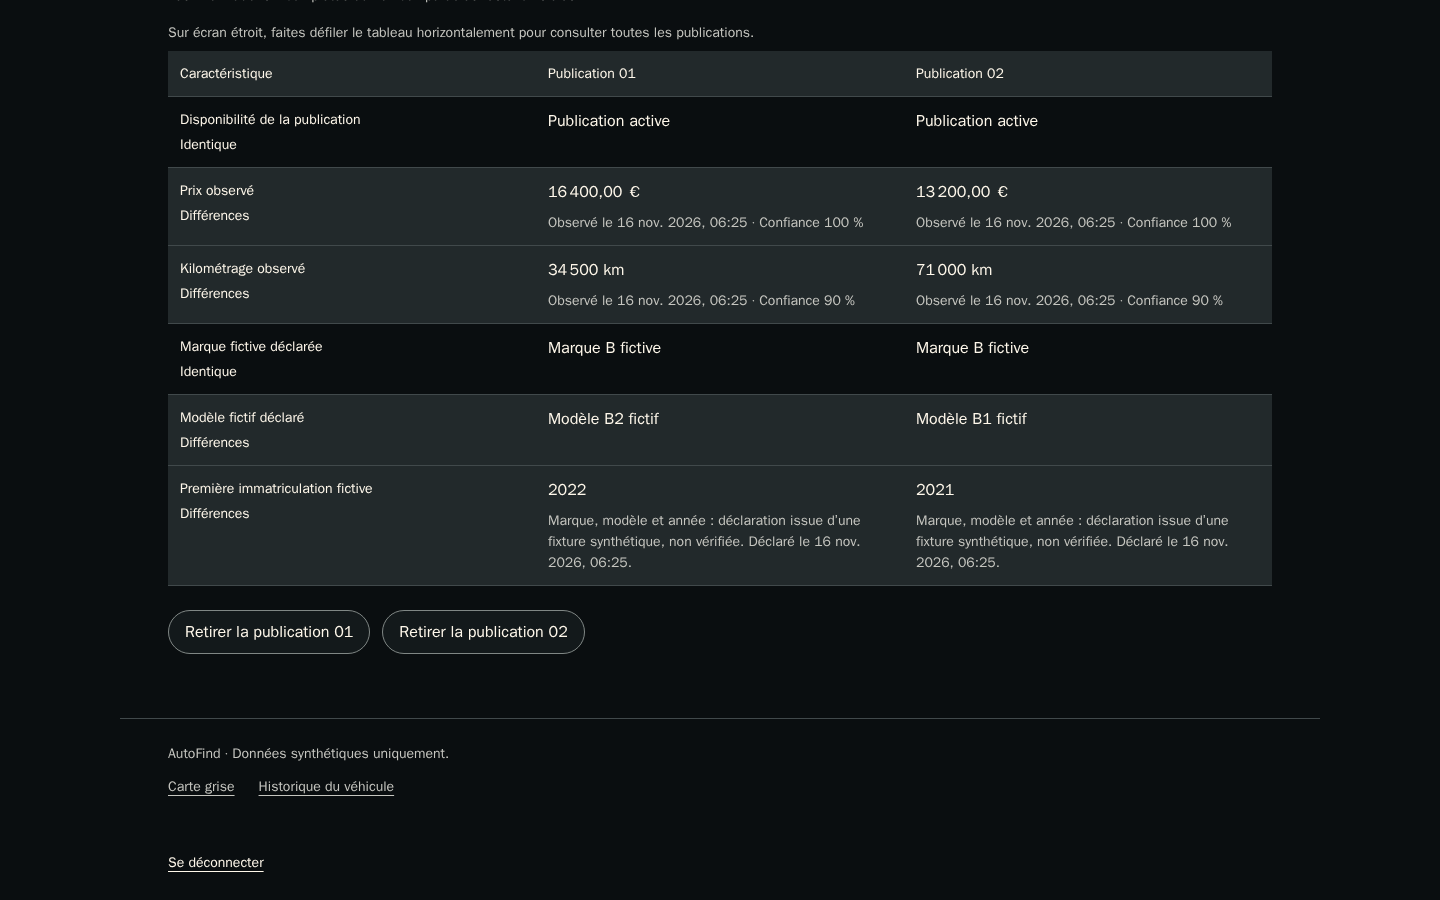 Sur écran étroit, faites défiler le tableau horizontalement pour consulter toutes les publications.
Caractéristique Publication 01 Publication 02
Disponibilité de la publication Publication active Publication active
Identique
Prix observé 16 400,00 € 13 200,00 €
Différences Observé le 16 nov. 2026, 06:25 · Confiance 100 % Observé le 16 nov. 2026, 06:25 · Confiance 100 %
Kilométrage observé 34 500 km 71 000 km
Différences Observé le 16 nov. 2026, 06:25 · Confiance 90 % Observé le 16 nov. 2026, 06:25 · Confiance 90 %
Marque fictive déclarée Marque B fictive Marque B fictive
Identique
Modèle fictif déclaré Modèle B2 fictif Modèle B1 fictif
Différences
Première immatriculation fictive 2022 2021
Différences
Marque, modèle et année : déclaration issue d'une
fixture synthétique, non vérifiée. Déclaré le 16 nov.
2026, 06:25.
Marque, modèle et année : déclaration issue d'une
fixture synthétique, non vérifiée. Déclaré le 16 nov.
2026, 06:25.
Retirer la publication 01 Retirer la publication 02
AutoFind · Données synthétiques uniquement.
Carte grise Historique du véhicule
Se déconnecter